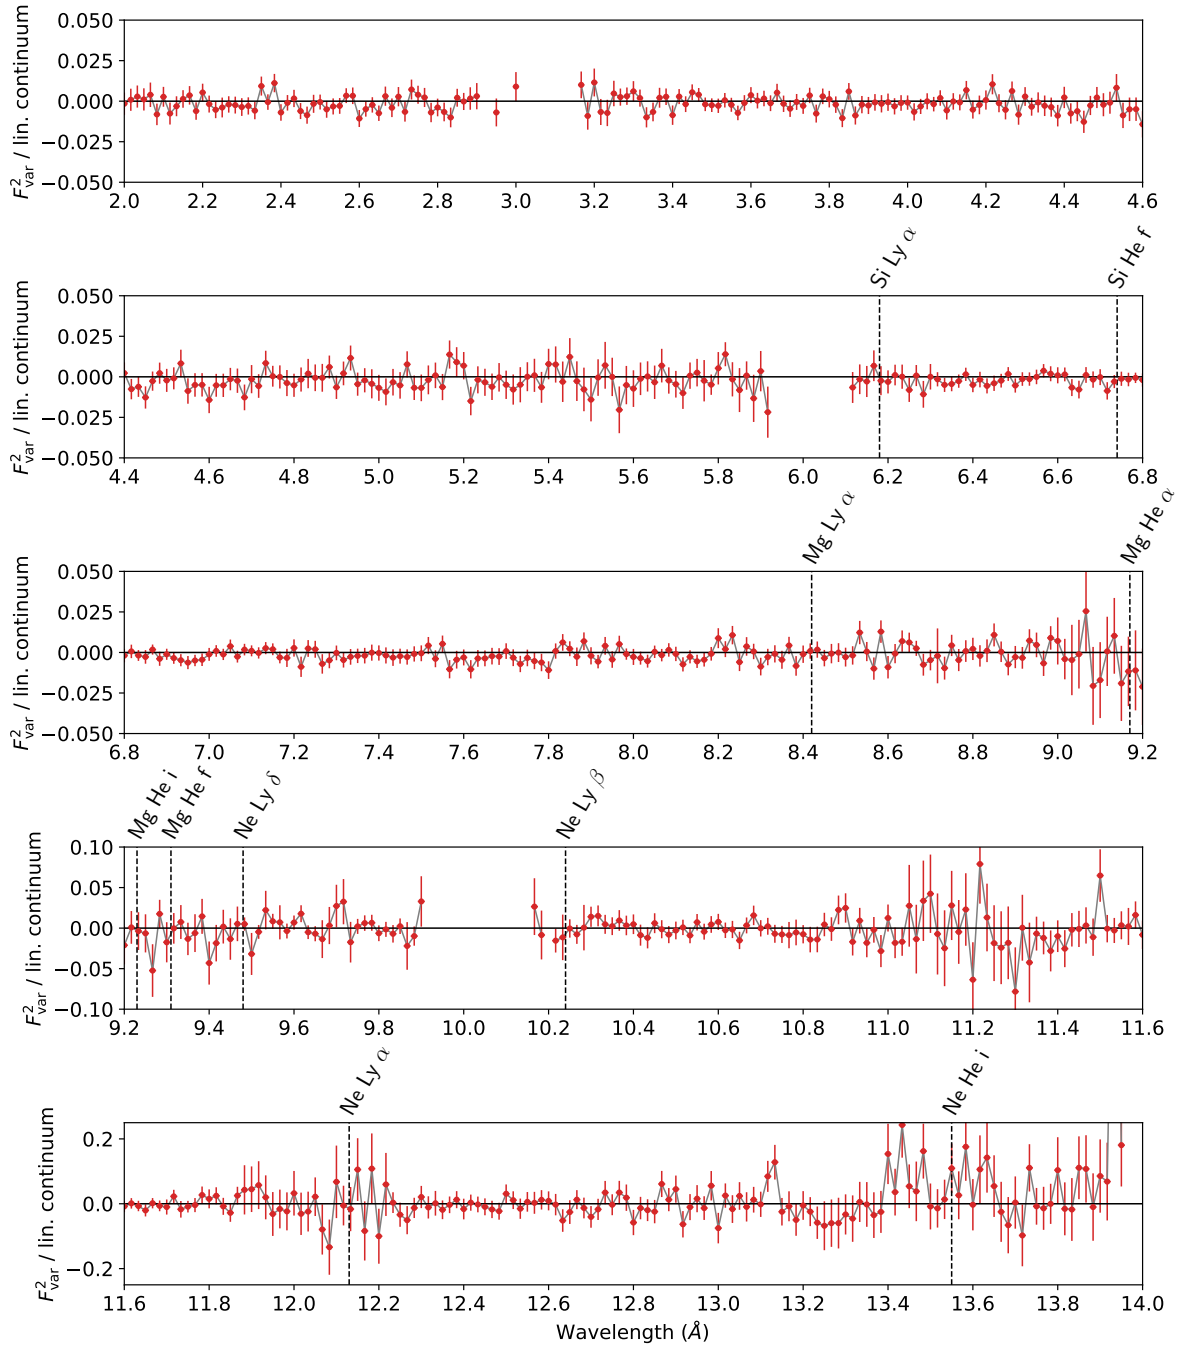 0.050
0.025
0.000
−0.025
−0.050
F²var / lin. continuum
2.0 2.2 2.4 2.6 2.8 3.0 3.2 3.4 3.6 3.8 4.0 4.2 4.4 4.6
Si Ly α
Si He f
0.050
0.025
0.000
−0.025
−0.050
F²var / lin. continuum
4.4 4.6 4.8 5.0 5.2 5.4 5.6 5.8 6.0 6.2 6.4 6.6 6.8
Mg Ly α
Mg He α
0.050
0.025
0.000
−0.025
−0.050
F²var / lin. continuum
6.8 7.0 7.2 7.4 7.6 7.8 8.0 8.2 8.4 8.6 8.8 9.0 9.2
Mg He i
Mg He f
Ne Ly δ
Ne Ly β
0.10
0.05
0.00
−0.05
−0.10
F²var / lin. continuum
9.2 9.4 9.6 9.8 10.0 10.2 10.4 10.6 10.8 11.0 11.2 11.4 11.6
Ne Ly α
Ne He i
0.2
0.0
−0.2
F²var / lin. continuum
11.6 11.8 12.0 12.2 12.4 12.6 12.8 13.0 13.2 13.4 13.6 13.8 14.0
Wavelength (Å)